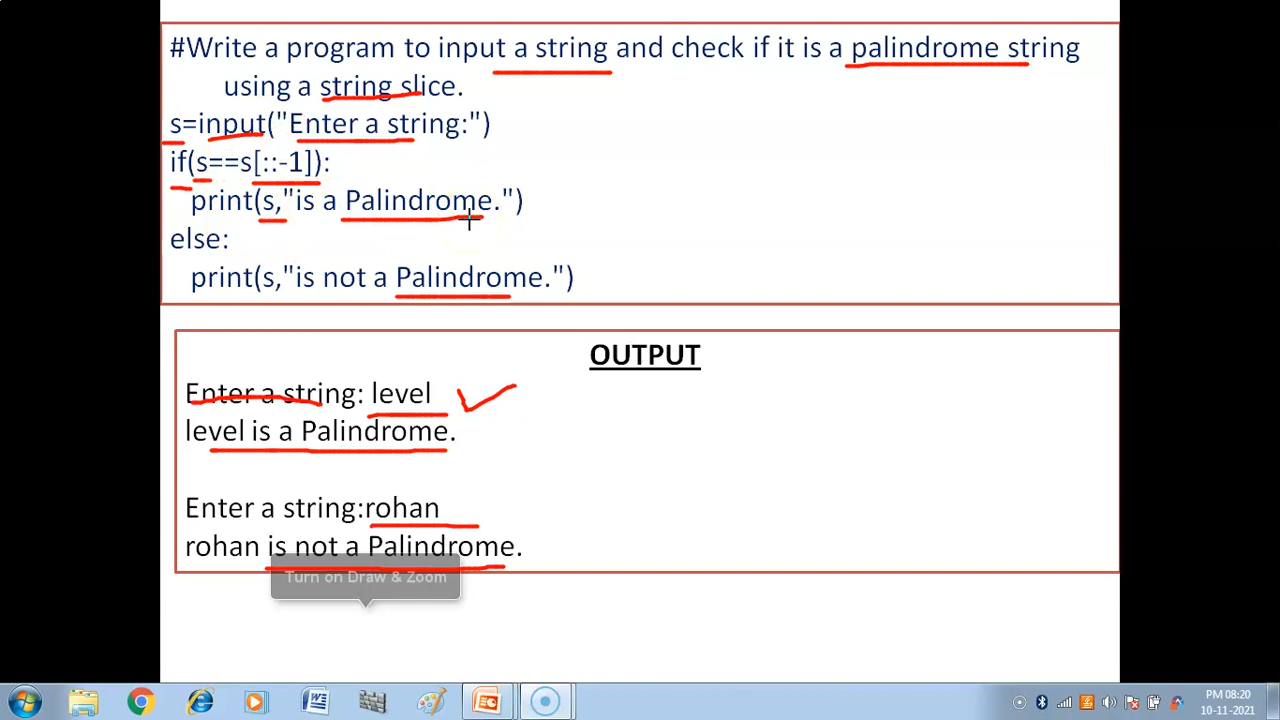 #Write a program to input a string and check if it is a palindrome string
using a string slice.
s=input("Enter a string:")
if(s==s[::-1]):
print(s,"is a Palindrome.")
else:
print(s,"is not a Palindrome.")
OUTPUT
Enter a string: level
level is a Palindrome.
Enter a string:rohan
rohan is not a Palindrome.
Turn on Draw & Zoom
PM 08:20
10-11-2021